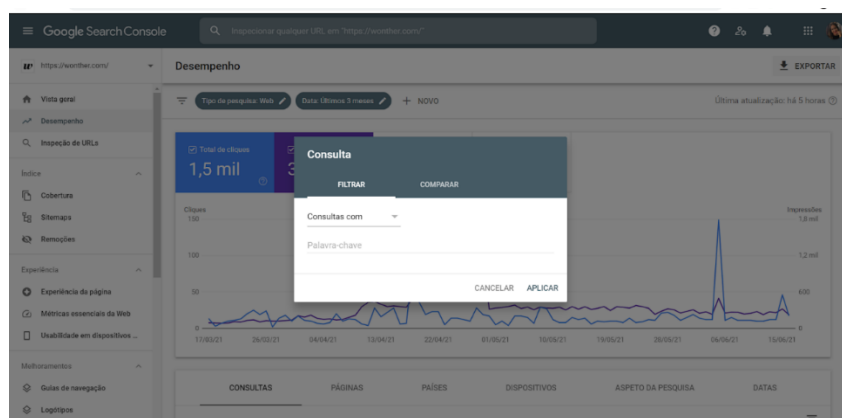 Google Search Console
Inspecionar qualquer URL em "https://wonther.com/"
https://wonther.com/
Desempenho
EXPORTAR
Vista geral
Desempenho
Inspeção de URLs
Índice
Cobertura
Sitemaps
Remoções
Experiência
Experiência da página
Métricas essenciais da Web
Usabilidade em dispositivos ...
Melhoramentos
Guias de navegação
Logótipos
Tipo de pesquisa: Web
Data: Últimos 3 meses
+ NOVO
Última atualização: há 5 horas
Total de cliques
1,5 mil
3
Consulta
FILTRAR
COMPARAR
Consultas com
Palavra-chave
CANCELAR
APLICAR
Cliques
150
100
50
0
Impressões
1,8 mil
1,2 mil
600
0
17/03/21
26/03/21
04/04/21
13/04/21
22/04/21
01/05/21
10/05/21
19/05/21
28/05/21
06/06/21
15/06/21
CONSULTAS
PÁGINAS
PAÍSES
DISPOSITIVOS
ASPETO DA PESQUISA
DATAS